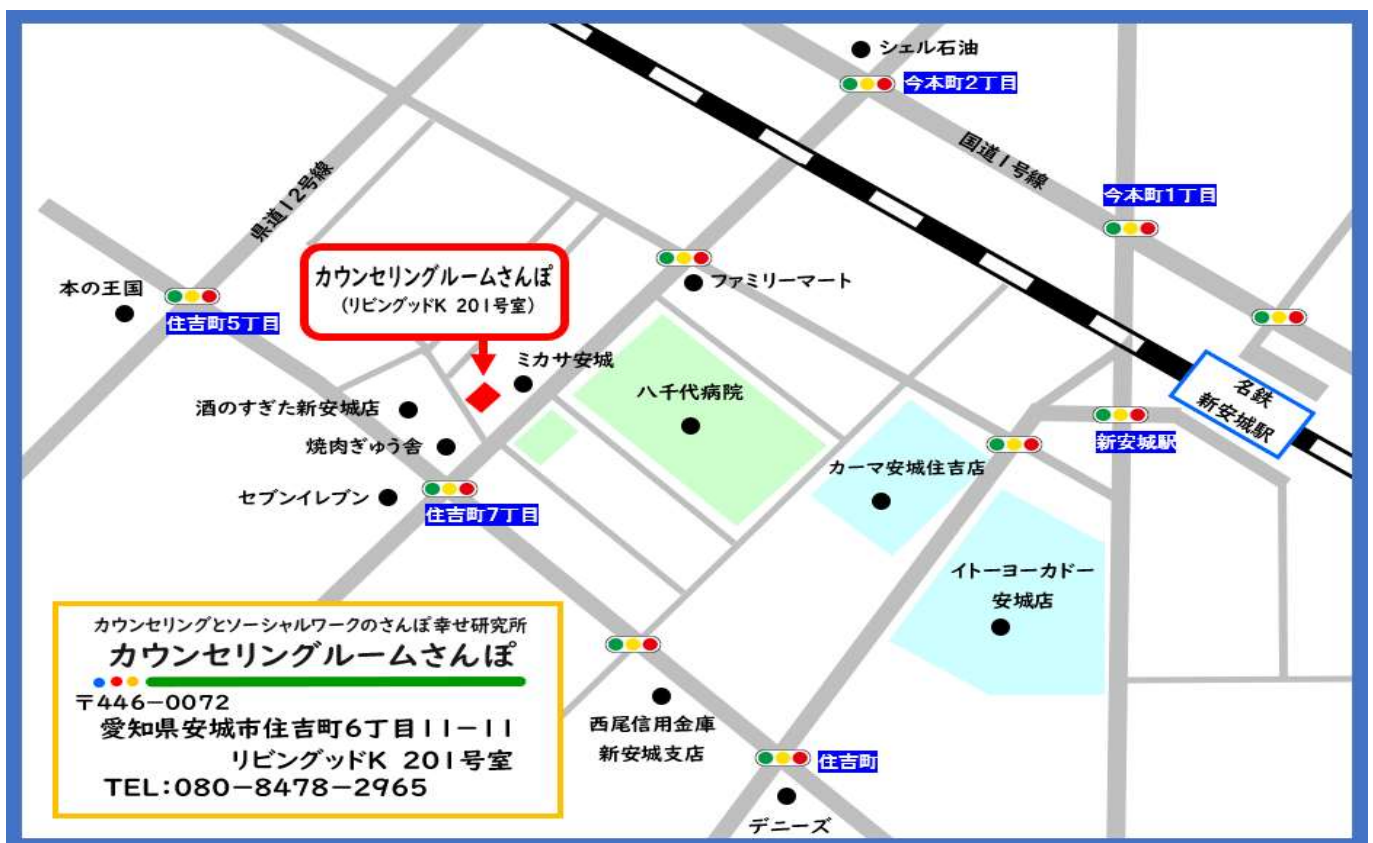 シェル石油
今本町2丁目
国道1号線
今本町1丁目
県道12号線
本の王国
住吉町5丁目
カウンセリングルームさんぽ
(リビングッドK 201号室)
ファミリーマート
ミカサ安城
八千代病院
名鉄
新安城駅
酒のすぎた新安城店
焼肉ぎゅう舎
新安城駅
カーマ安城住吉店
セブンイレブン
住吉町7丁目
イトーヨーカドー
安城店
西尾信用金庫
新安城支店
住吉町
デニーズ
カウンセリングとソーシャルワークのさんぽ幸せ研究所
カウンセリングルームさんぽ
〒446-0072
愛知県安城市住吉町6丁目11-11
リビングッドK 201号室
TEL:080-8478-2965